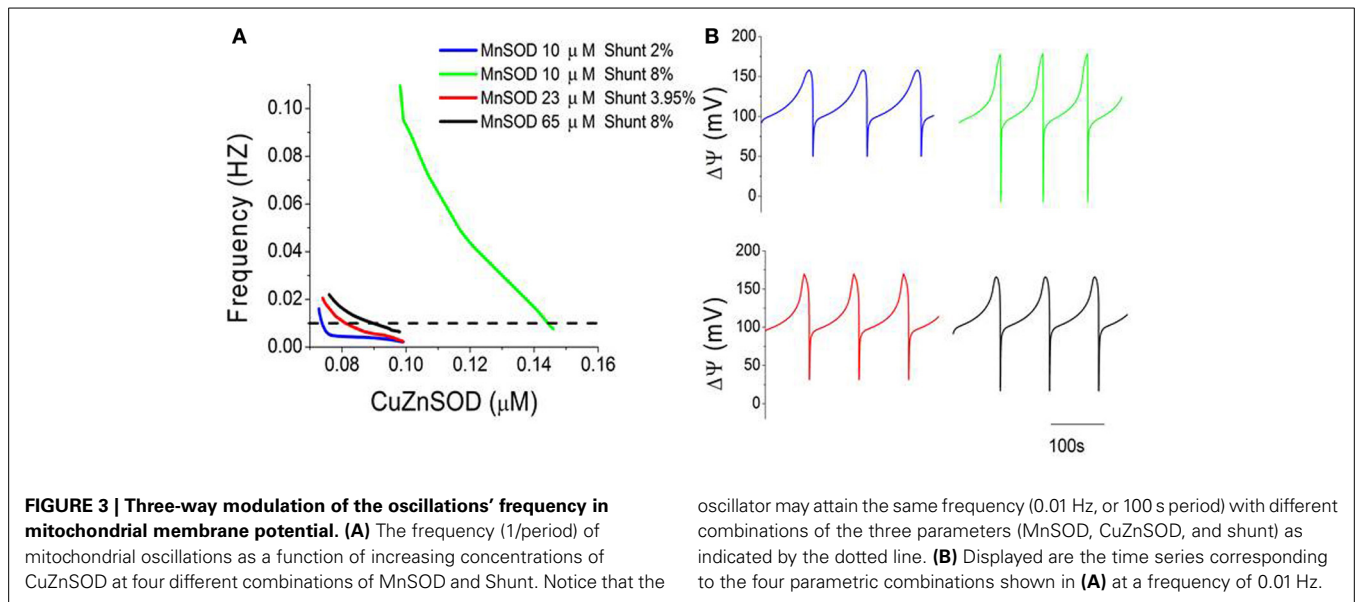 A
MnSOD 10 μ M Shunt 2%
MnSOD 10 μ M Shunt 8%
MnSOD 23 μ M Shunt 3.95%
MnSOD 65 μ M Shunt 8%
Frequency (HZ)
0.10
0.08
0.06
0.04
0.02
0.00
0.08
0.10
0.12
0.14
0.16
CuZnSOD (μM)
B
ΔΨ (mV)
200
150
100
50
0
ΔΨ (mV)
200
150
100
50
0
100s
FIGURE 3 | Three-way modulation of the oscillations' frequency in
mitochondrial membrane potential. (A) The frequency (1/period) of
mitochondrial oscillations as a function of increasing concentrations of
CuZnSOD at four different combinations of MnSOD and Shunt. Notice that the
oscillator may attain the same frequency (0.01 Hz, or 100 s period) with different
combinations of the three parameters (MnSOD, CuZnSOD, and shunt) as
indicated by the dotted line. (B) Displayed are the time series corresponding
to the four parametric combinations shown in (A) at a frequency of 0.01 Hz.